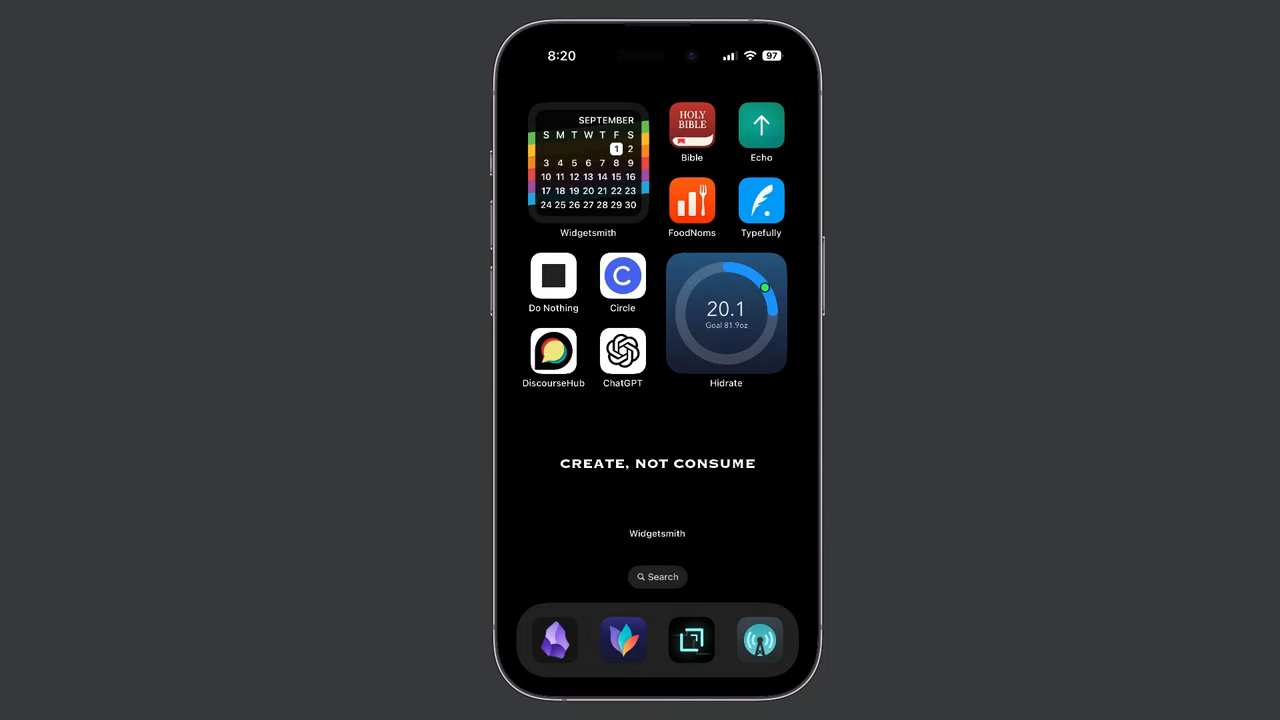 8:20
97
SEPTEMBER
S M T W T F S
1 2
3 4 5 6 7 8 9
10 11 12 13 14 15 16
17 18 19 20 21 22 23
24 25 26 27 28 29 30
Widgetsmith
HOLY
BIBLE
Bible
Echo
FoodNoms
Typefully
Do Nothing
C
Circle
20.1
Goal 81.9oz
DiscourseHub
ChatGPT
Hidrate
CREATE, NOT CONSUME
Widgetsmith
Search